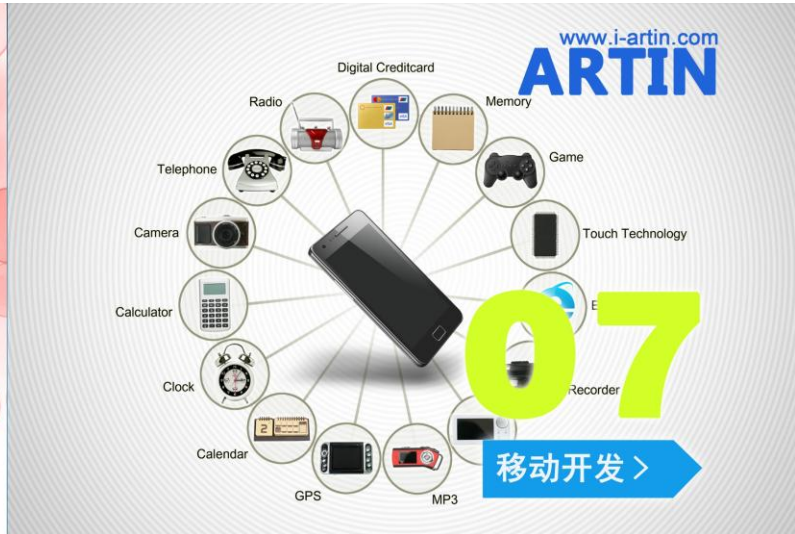 www.i-artin.com
ARTIN
Digital Creditcard
Radio
Memory
Telephone
Game
Camera
Touch Technology
Calculator
07
Clock
Recorder
Calendar
移动开发 >
GPS
MP3